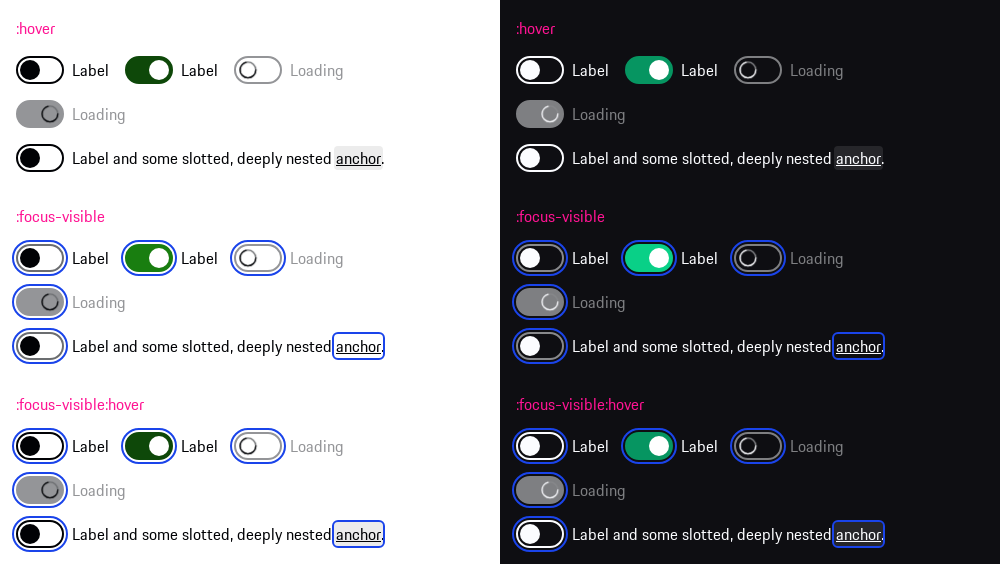 :hover
Label Label Loading
Loading
Label and some slotted, deeply nested anchor.
:focus-visible
Label Label Loading
Loading
Label and some slotted, deeply nested anchor.
:focus-visible:hover
Label Label Loading
Loading
Label and some slotted, deeply nested anchor.
:hover
Label Label Loading
Loading
Label and some slotted, deeply nested anchor.
:focus-visible
Label Label Loading
Loading
Label and some slotted, deeply nested anchor.
:focus-visible:hover
Label Label Loading
Loading
Label and some slotted, deeply nested anchor.